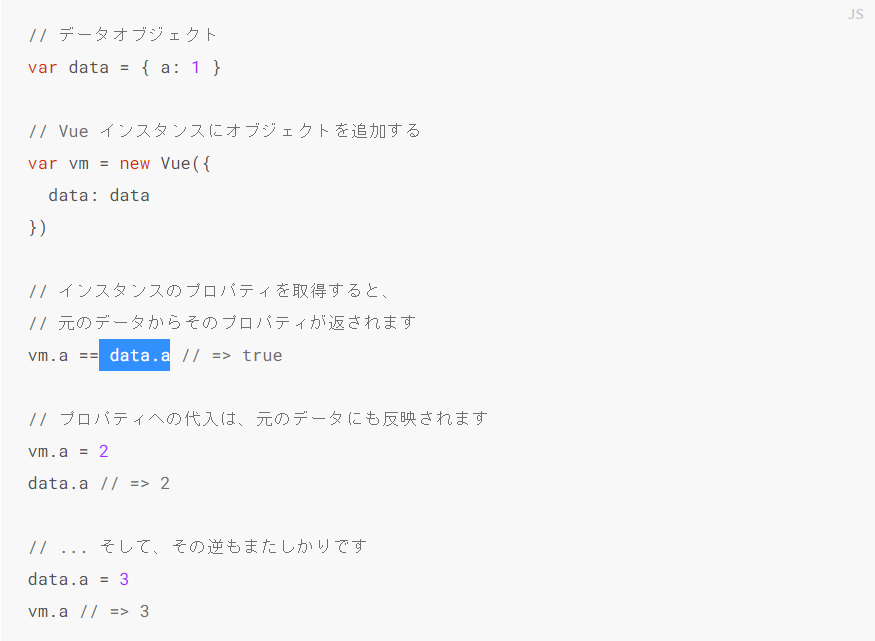 JS
// データオブジェクト
var data = { a: 1 }
// Vue インスタンスにオブジェクトを追加する
var vm = new Vue({
data: data
})
// インスタンスのプロパティを取得すると、
// 元のデータからそのプロパティが返されます
vm.a == data.a // => true
// プロパティへの代入は、元のデータにも反映されます
vm.a = 2
data.a // => 2
// ... そして、その逆もまたしかりです
data.a = 3
vm.a // => 3